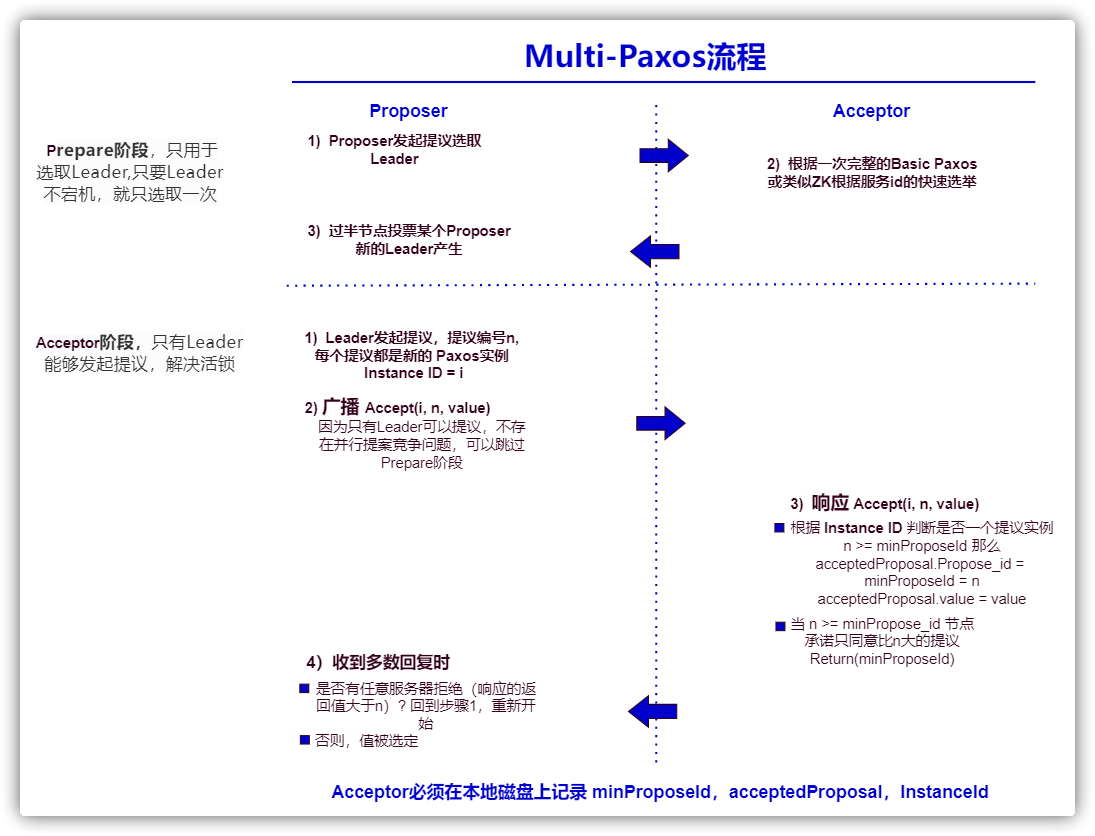 Multi-Paxos流程
Proposer
Acceptor
Prepare阶段，只用于
选取Leader,只要Leader
不宕机，就只选取一次
1) Proposer发起提议选取
Leader
2) 根据一次完整的Basic Paxos
或类似ZK根据服务id的快速选举
3) 过半节点投票某个Proposer
新的Leader产生
Acceptor阶段，只有Leader
能够发起提议，解决活锁
1) Leader发起提议，提议编号n,
每个提议都是新的 Paxos实例
Instance ID = i
2) 广播 Accept(i, n, value)
因为只有Leader可以提议，不存
在并行提案竞争问题，可以跳过
Prepare阶段
3) 响应 Accept(i, n, value)
根据 Instance ID 判断是否一个提议实例
n >= minProposeId 那么
acceptedProposal.Propose_id =
minProposeId = n
acceptedProposal.value = value
当 n >= minPropose_id 节点
承诺只同意比n大的提议
Return(minProposeId)
4）收到多数回复时
是否有任意服务器拒绝（响应的返
回值大于n）? 回到步骤1，重新开
始
否则，值被选定
Acceptor必须在本地磁盘上记录 minProposeId，acceptedProposal，InstanceId